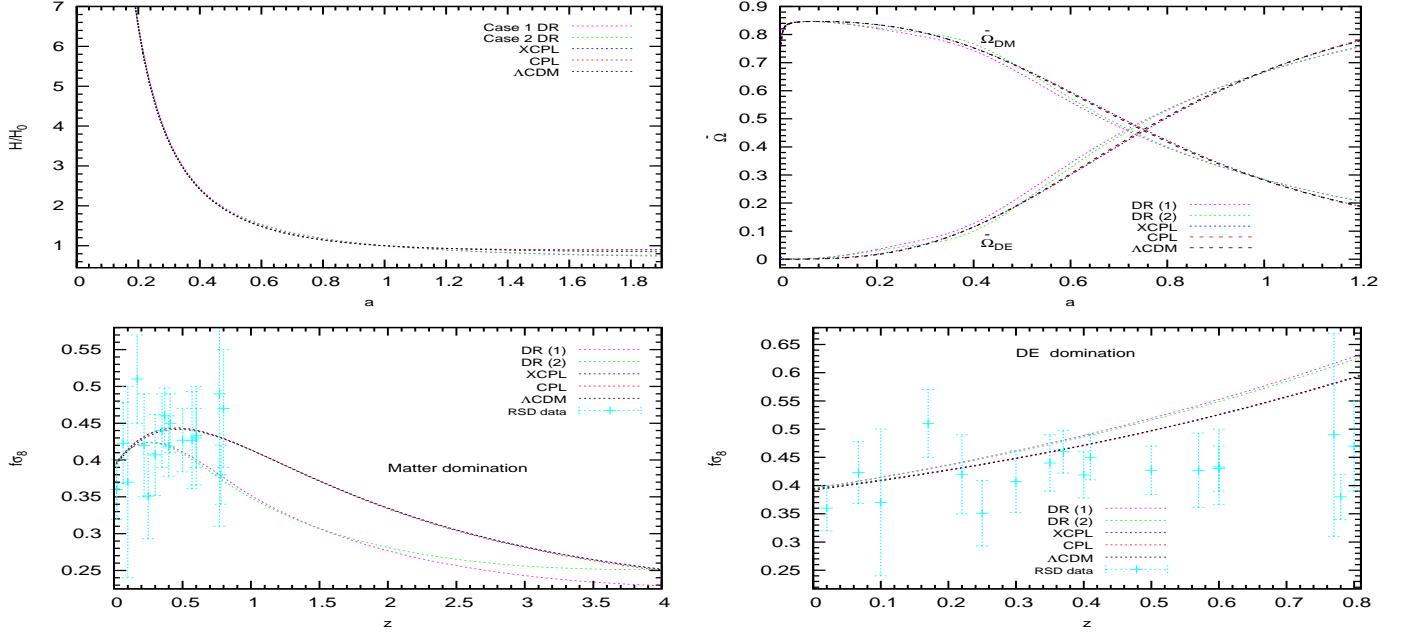 7
6
5
4
3
2
1
H/H0
Case 1 DR
Case 2 DR
XCPL
CPL
ΛCDM
0 0.2 0.4 0.6 0.8 1 1.2 1.4 1.6 1.8
a
0.9
0.8
0.7
0.6
0.5
0.4
0.3
0.2
0.1
0
Ω̄
Ω̄DM
Ω̄DE
DR (1)
DR (2)
XCPL
CPL
ΛCDM
0 0.2 0.4 0.6 0.8 1 1.2
a
0.55
0.5
0.45
0.4
0.35
0.3
0.25
fσ8
DR (1)
DR (2)
XCPL
CPL
ΛCDM
RSD data
Matter domination
0 0.5 1 1.5 2 2.5 3 3.5 4
z
0.65
0.6
0.55
0.5
0.45
0.4
0.35
0.3
0.25
fσ8
DE domination
DR (1)
DR (2)
XCPL
CPL
ΛCDM
RSD data
0 0.1 0.2 0.3 0.4 0.5 0.6 0.7 0.8
z